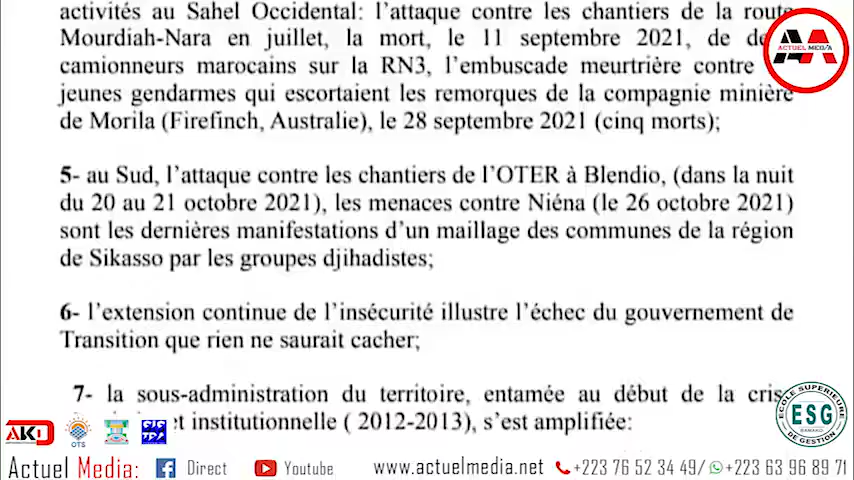 activités au Sahel Occidental: l'attaque contre les chantiers de la route
Mourdiah-Nara en juillet, la mort, le 11 septembre 2021, de
camionneurs marocains sur la RN3, l'embuscade meurtrière contre
jeunes gendarmes qui escortaient les remorques de la compagnie minière
de Morila (Firefinch, Australie), le 28 septembre 2021 (cinq morts);
5- au Sud, l'attaque contre les chantiers de l'OTER à Blendio, (dans la nuit
du 20 au 21 octobre 2021), les menaces contre Niéna (le 26 octobre 2021)
sont les dernières manifestations d'un maillage des communes de la région
de Sikasso par les groupes djihadistes;
6- l'extension continue de l'insécurité illustre l'échec du gouvernement de
Transition que rien ne saurait cacher;
7- la sous-administration du territoire, entamée au début de la
et institutionnelle ( 2012-2013), s'est amplifiée:
ACTUEL MEDIA
ECOLE SUPERIEURE
ESG
BAMAKO
DE GESTION
AKD
OTS
Actuel Media: Direct Youtube www.actuelmedia.net +223 76 52 34 49/ +223 63 96 89 71